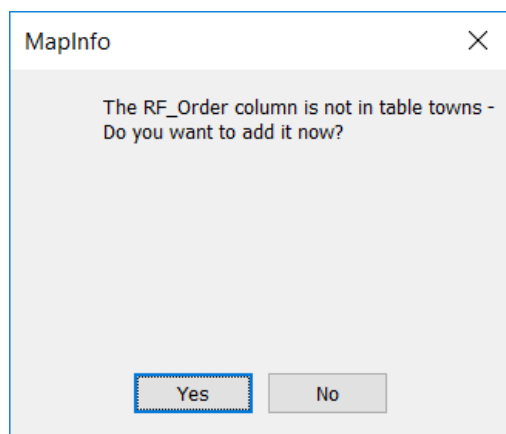 MapInfo
The RF_Order column is not in table towns -
Do you want to add it now?
Yes
No